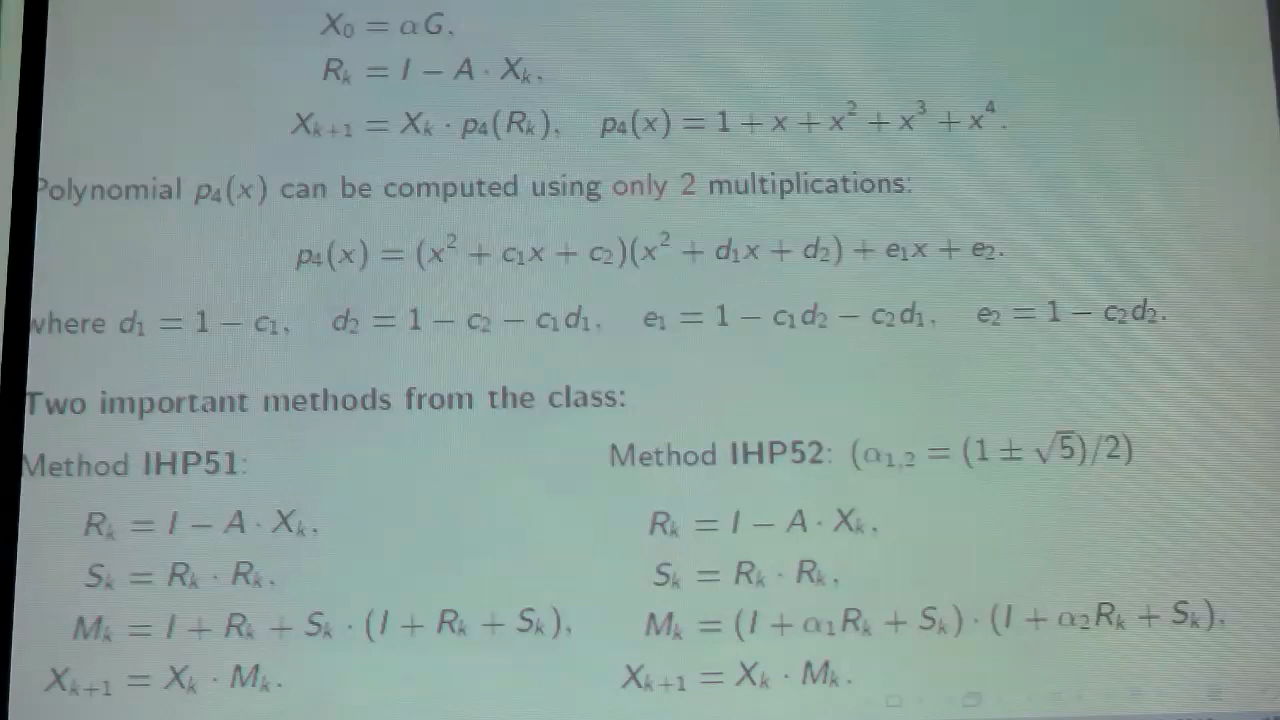 X₀ = αG,
Rₖ = I − A · Xₖ,
Xₖ₊₁ = Xₖ · p₄(Rₖ), p₄(x) = 1 + x + x² + x³ + x⁴.
Polynomial p₄(x) can be computed using only 2 multiplications:
p₄(x) = (x² + c₁x + c₂)(x² + d₁x + d₂) + e₁x + e₂.
where d₁ = 1 − c₁, d₂ = 1 − c₂ − c₁d₁, e₁ = 1 − c₁d₂ − c₂d₁, e₂ = 1 − c₂d₂.
Two important methods from the class:
Method IHP51:
Rₖ = I − A · Xₖ,
Sₖ = Rₖ · Rₖ,
Mₖ = I + Rₖ + Sₖ · (I + Rₖ + Sₖ),
Xₖ₊₁ = Xₖ · Mₖ.
Method IHP52: (α₁,₂ = (1 ± √5)/2)
Rₖ = I − A · Xₖ,
Sₖ = Rₖ · Rₖ,
Mₖ = (I + α₁Rₖ + Sₖ) · (I + α₂Rₖ + Sₖ),
Xₖ₊₁ = Xₖ · Mₖ.